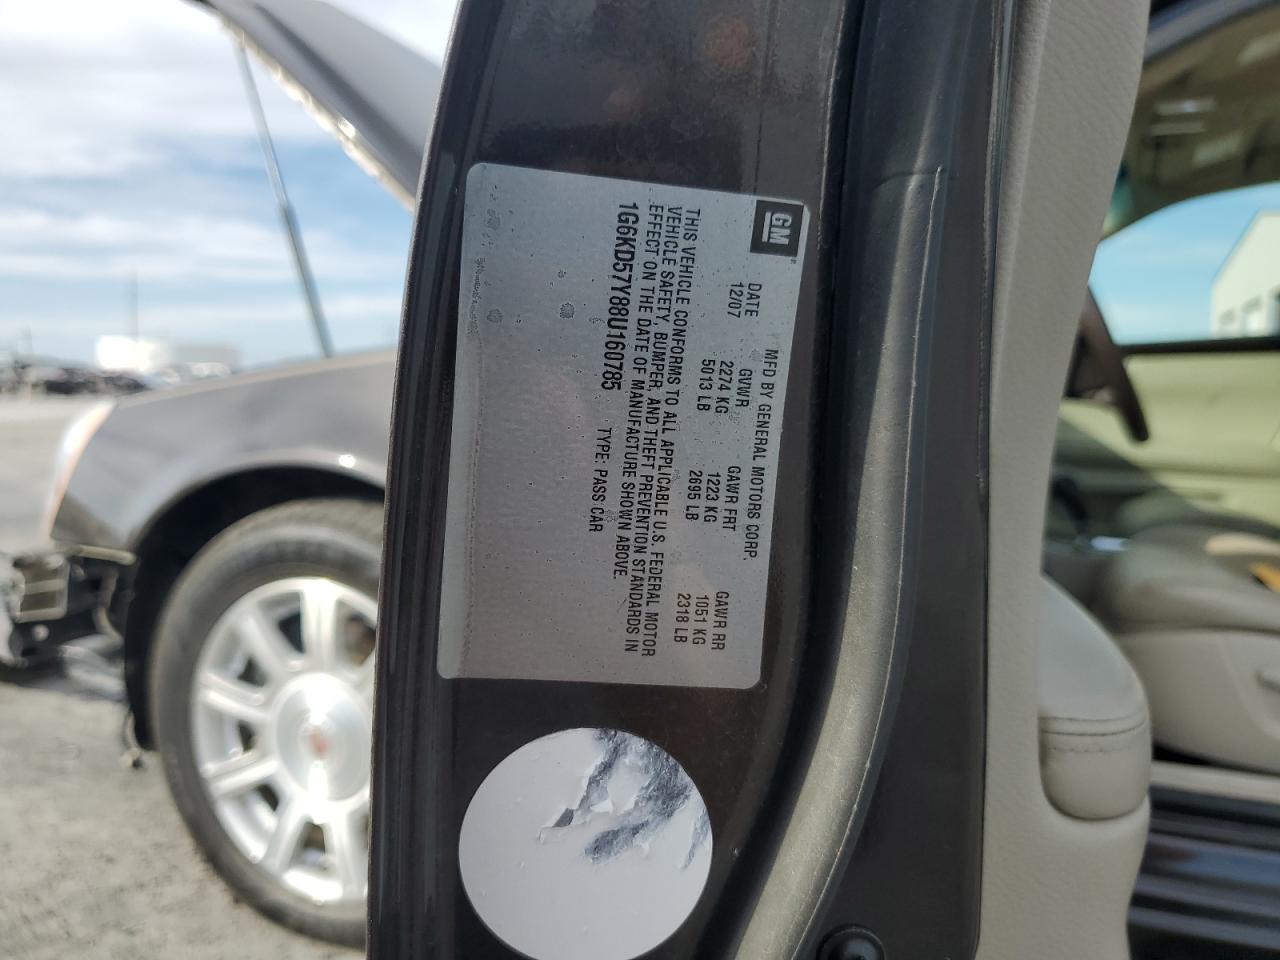 GM
MFD BY GENERAL MOTORS CORP.
DATE GVWR GAWR FRT GAWR RR
12/07 2274 KG 1223 KG 1051 KG
5013 LB 2695 LB 2318 LB
THIS VEHICLE CONFORMS TO ALL APPLICABLE U.S. FEDERAL MOTOR
VEHICLE SAFETY, BUMPER, AND THEFT PREVENTION STANDARDS IN
EFFECT ON THE DATE OF MANUFACTURE SHOWN ABOVE.
1G6KD57Y88U160785 TYPE: PASS CAR